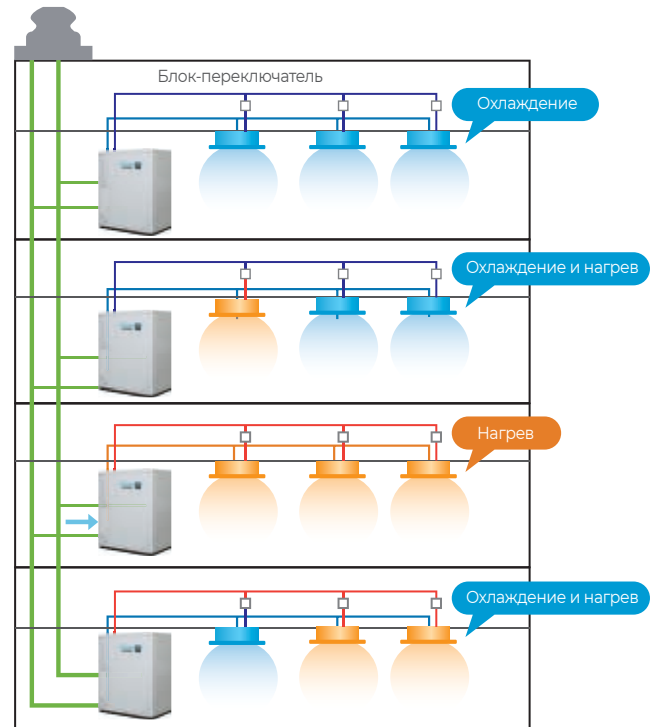 Блок-переключатель
Охлаждение
Охлаждение и нагрев
Нагрев
Охлаждение и нагрев